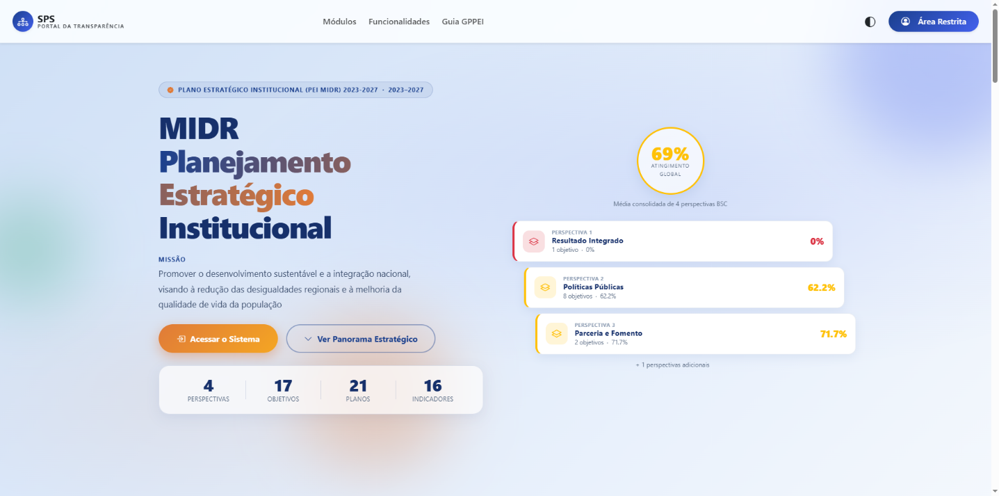 SPS
PORTAL DA TRANSPARÊNCIA
Módulos
Funcionalidades
Guia GPPEI
Área Restrita
PLANO ESTRATÉGICO INSTITUCIONAL (PEI MIDR) 2023-2027 · 2023–2027
MIDR
Planejamento
Estratégico
Institucional
MISSÃO
Promover o desenvolvimento sustentável e a integração nacional,
visando à redução das desigualdades regionais e à melhoria da
qualidade de vida da população
Acessar o Sistema
Ver Panorama Estratégico
4
PERSPECTIVAS
17
OBJETIVOS
21
PLANOS
16
INDICADORES
69%
ATINGIMENTO
GLOBAL
Média consolidada de 4 perspectivas BSC
PERSPECTIVA 1
Resultado Integrado
1 objetivo · 0%
0%
PERSPECTIVA 2
Políticas Públicas
8 objetivos · 62.2%
62.2%
PERSPECTIVA 3
Parceria e Fomento
2 objetivos · 71.7%
71.7%
+ 1 perspectivas adicionais